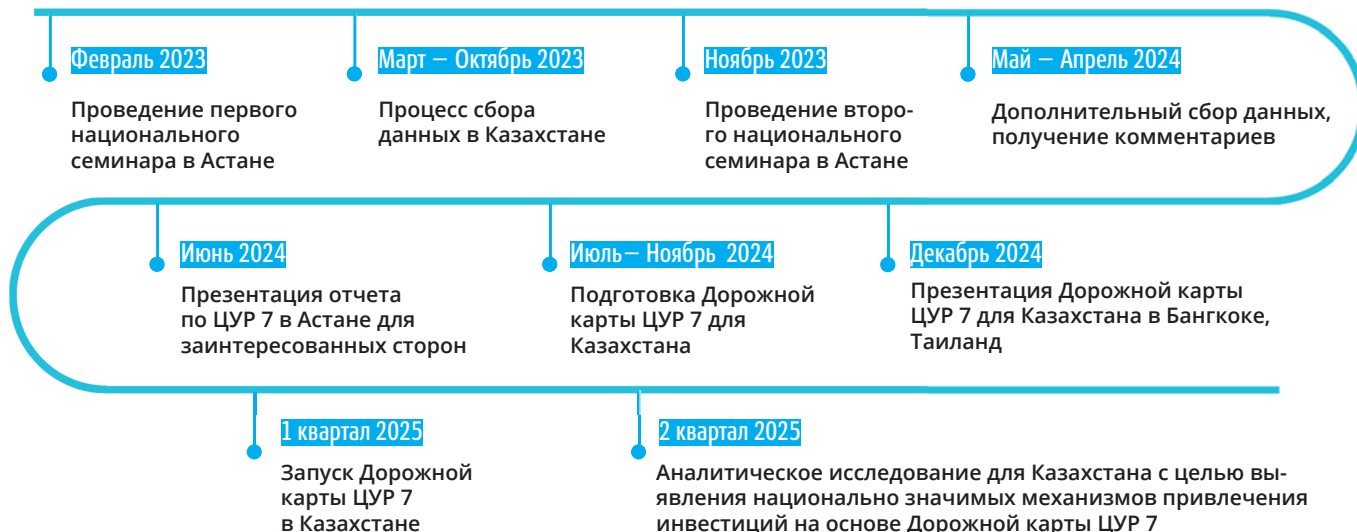 Февраль 2023
Проведение первого
национального
семинара в Астане
Март — Октябрь 2023
Процесс сбора
данных в Казахстане
Ноябрь 2023
Проведение второ-
го национального
семинара в Астане
Май — Апрель 2024
Дополнительный сбор данных,
получение комментариев
Июнь 2024
Презентация отчета
по ЦУР 7 в Астане для
заинтересованных сторон
Июль— Ноябрь 2024
Подготовка Дорожной
карты ЦУР 7 для
Казахстана
Декабрь 2024
Презентация Дорожной карты
ЦУР 7 для Казахстана в Бангкоке,
Таиланд
1 квартал 2025
Запуск Дорожной
карты ЦУР 7
в Казахстане
2 квартал 2025
Аналитическое исследование для Казахстана с целью вы-
явления национально значимых механизмов привлечения
инвестиций на основе Дорожной карты ЦУР 7